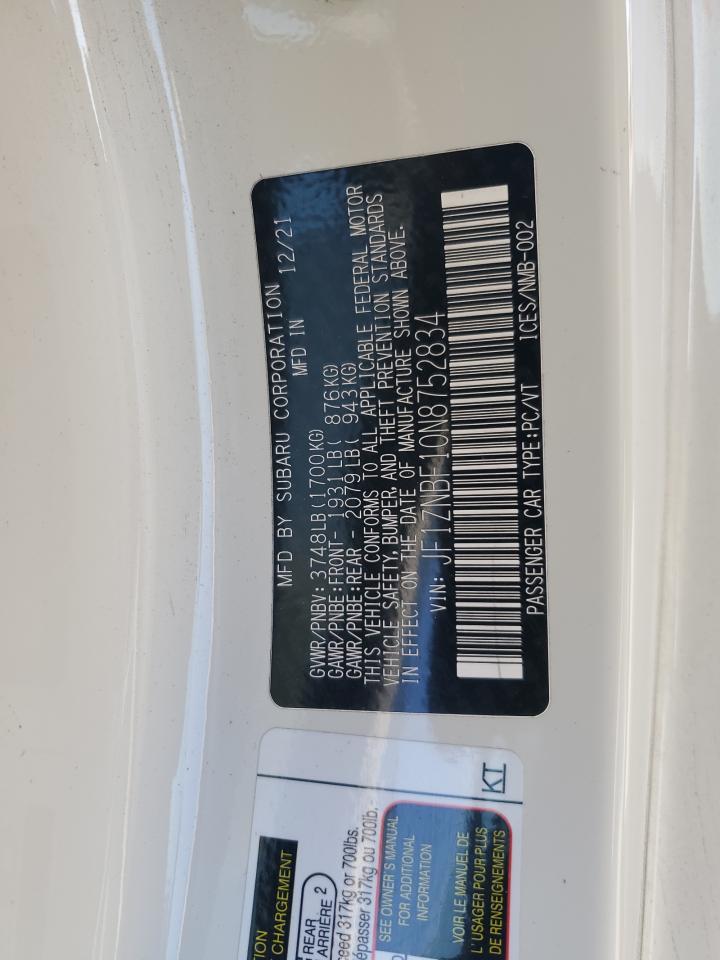 MFD BY SUBARU CORPORATION
MFD IN 12/21
GVWR/PNBV: 3748LB(1700KG)
GAWR/PNBE:FRONT- 1931LB( 876KG)
GAWR/PNBE:REAR - 2079LB( 943KG)
THIS VEHICLE CONFORMS TO ALL APPLICABLE FEDERAL MOTOR
VEHICLE SAFETY, BUMPER, AND THEFT PREVENTION STANDARDS
IN EFFECT ON THE DATE OF MANUFACTURE SHOWN ABOVE.
VIN: JF1ZNBF10N8752834
PASSENGER CAR TYPE:PC/VT ICES/NMB-002
CHARGEMENT
REAR
ARRIÈRE 2
317kg or 700lbs.
317kg ou 700lb.
SEE OWNER'S MANUAL
FOR ADDITIONAL
INFORMATION
VOIR LE MANUEL DE
L'USAGER POUR PLUS
DE RENSEIGNEMENTS
KT